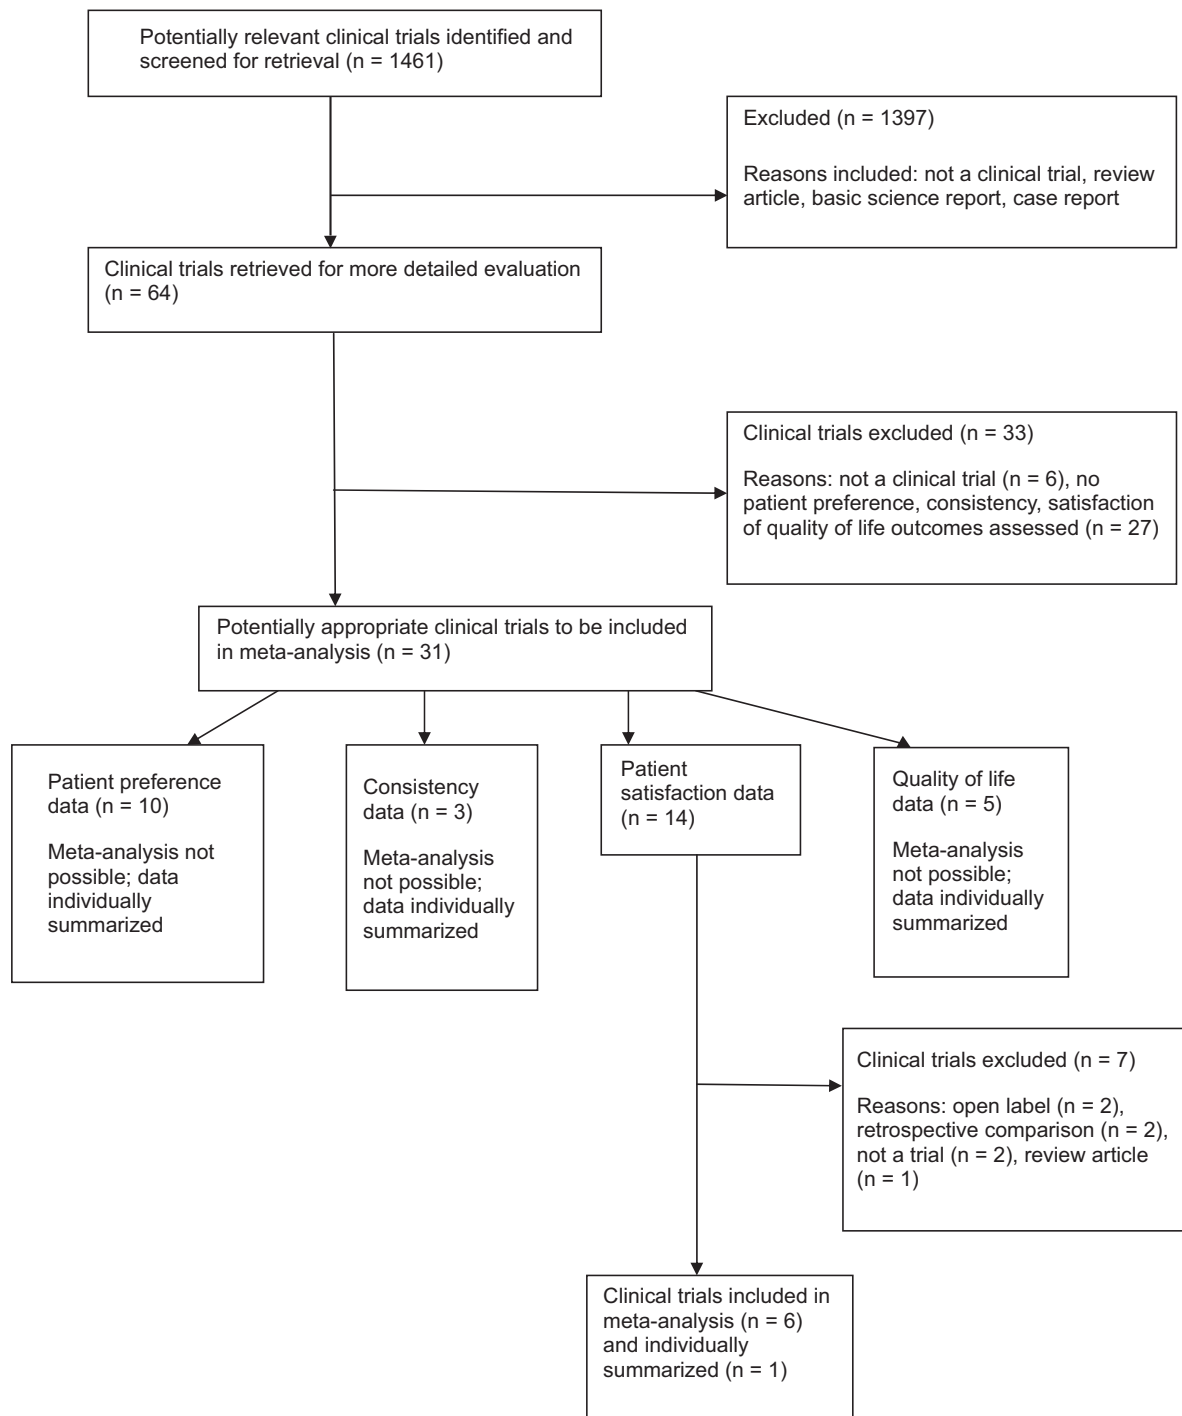 Potentially relevant clinical trials identified and
screened for retrieval (n = 1461)
Excluded (n = 1397)
Reasons included: not a clinical trial, review
article, basic science report, case report
Clinical trials retrieved for more detailed evaluation
(n = 64)
Clinical trials excluded (n = 33)
Reasons: not a clinical trial (n = 6), no
patient preference, consistency, satisfaction
of quality of life outcomes assessed (n = 27)
Potentially appropriate clinical trials to be included
in meta-analysis (n = 31)
Patient preference
data (n = 10)
Meta-analysis not
possible; data
individually
summarized
Consistency
data (n = 3)
Meta-analysis
not possible;
data individually
summarized
Patient
satisfaction data
(n = 14)
Quality of life
data (n = 5)
Meta-analysis
not possible;
data individually
summarized
Clinical trials excluded (n = 7)
Reasons: open label (n = 2),
retrospective comparison (n = 2),
not a trial (n = 2), review article
(n = 1)
Clinical trials included in
meta-analysis (n = 6)
and individually
summarized (n = 1)